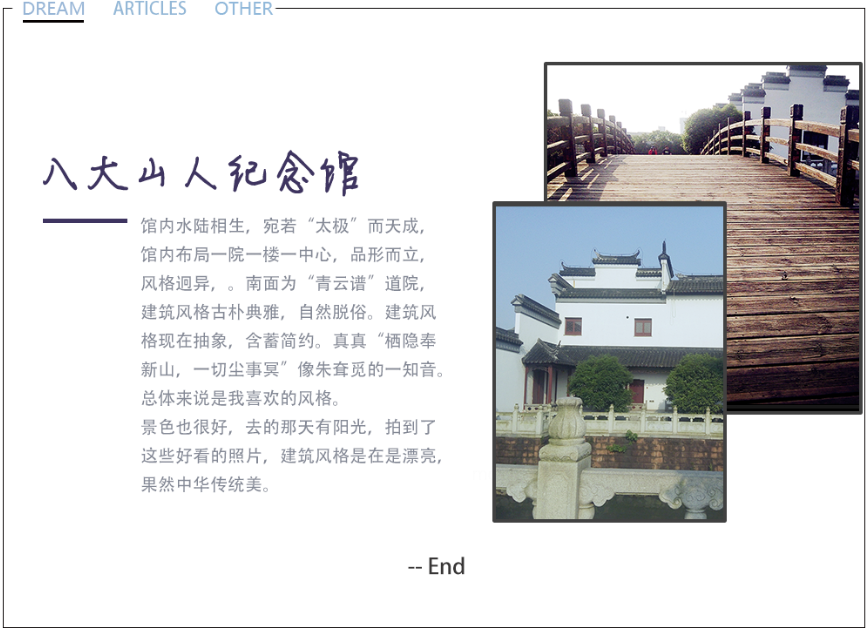 DREAM ARTICLES OTHER
八大山人纪念馆
馆内水陆相生，宛若“太极”而天成，
馆内布局一院一楼一中心，品形而立，
风格迥异，。南面为“青云谱”道院，
建筑风格古朴典雅，自然脱俗。建筑风
格现在抽象，含蓄简约。真真“栖隐奉
新山，一切尘事冥”像朱耷觅的一知音。
总体来说是我喜欢的风格。
景色也很好，去的那天有阳光，拍到了
这些好看的照片，建筑风格是在是漂亮，
果然中华传统美。
-- End